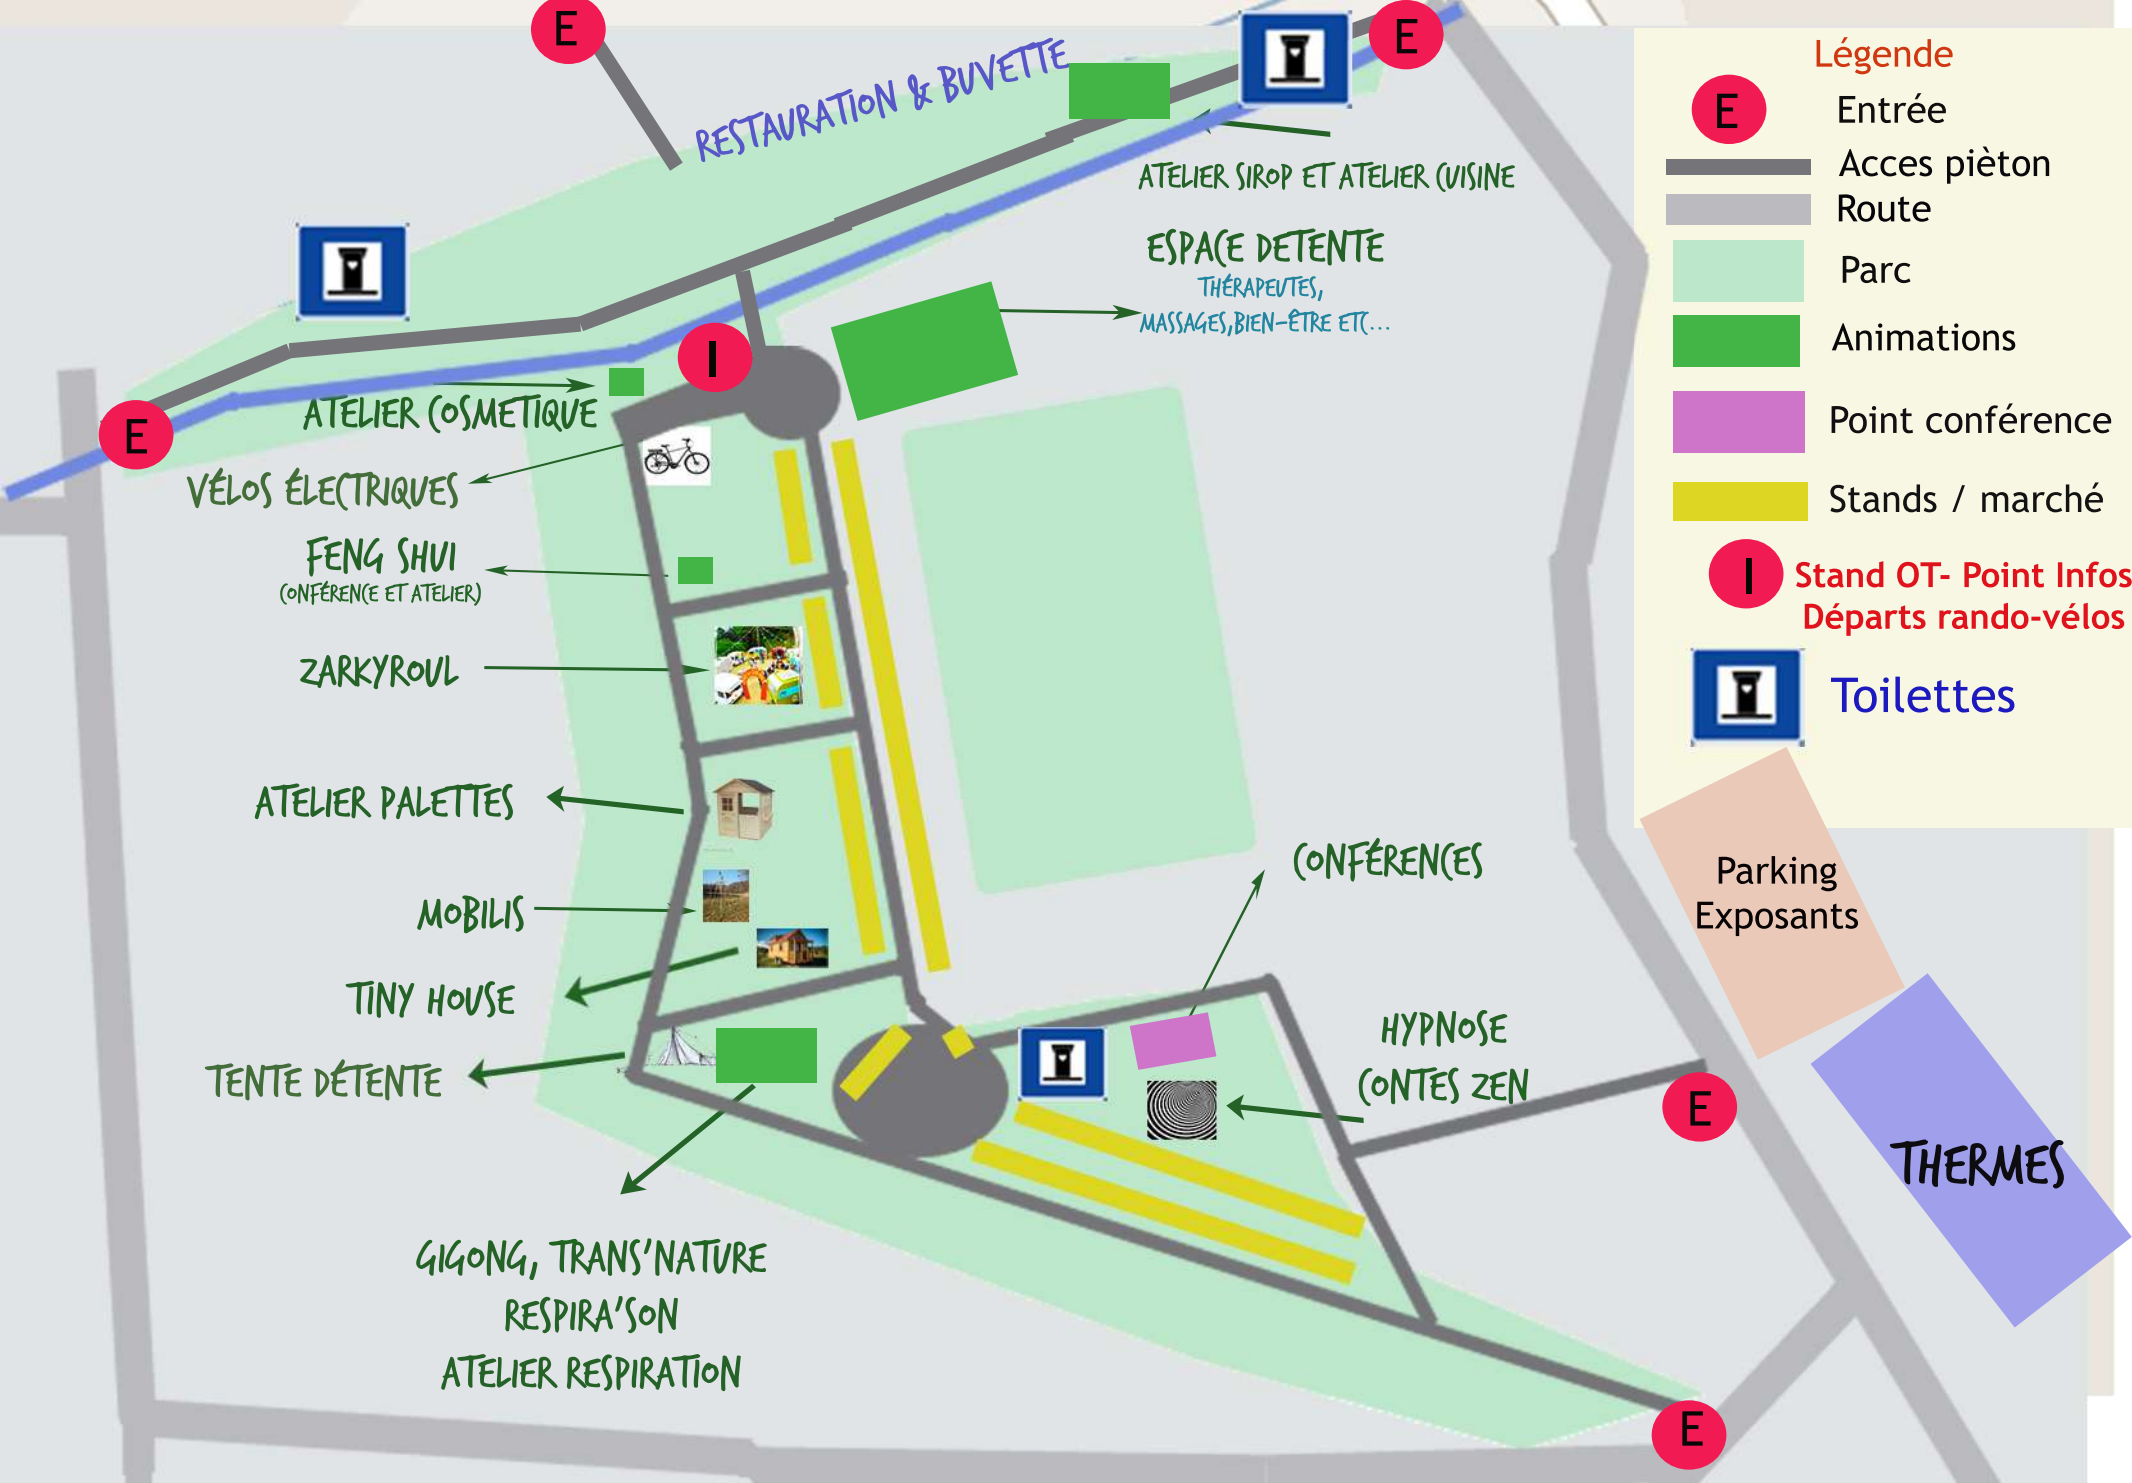 E
E
RESTAURATION & BUVETTE
ATELIER SIROP ET ATELIER CUISINE
ESPACE DETENTE
THÉRAPEUTES,
MASSAGES,BIEN-ÊTRE ETC...
I
E
ATELIER COSMETIQUE
VÉLOS ÉLECTRIQUES
FENG SHUI
(CONFÉRENCE ET ATELIER)
ZARKYROUL
ATELIER PALETTES
MOBILIS
TINY HOUSE
TENTE DÉTENTE
GIGONG, TRANS'NATURE
RESPIRA'SON
ATELIER RESPIRATION
CONFÉRENCES
HYPNOSE
CONTES ZEN
E
E
Légende
E Entrée
Acces pièton
Route
Parc
Animations
Point conférence
Stands / marché
I Stand OT- Point Infos
Départs rando-vélos
Toilettes
Parking
Exposants
THERMES